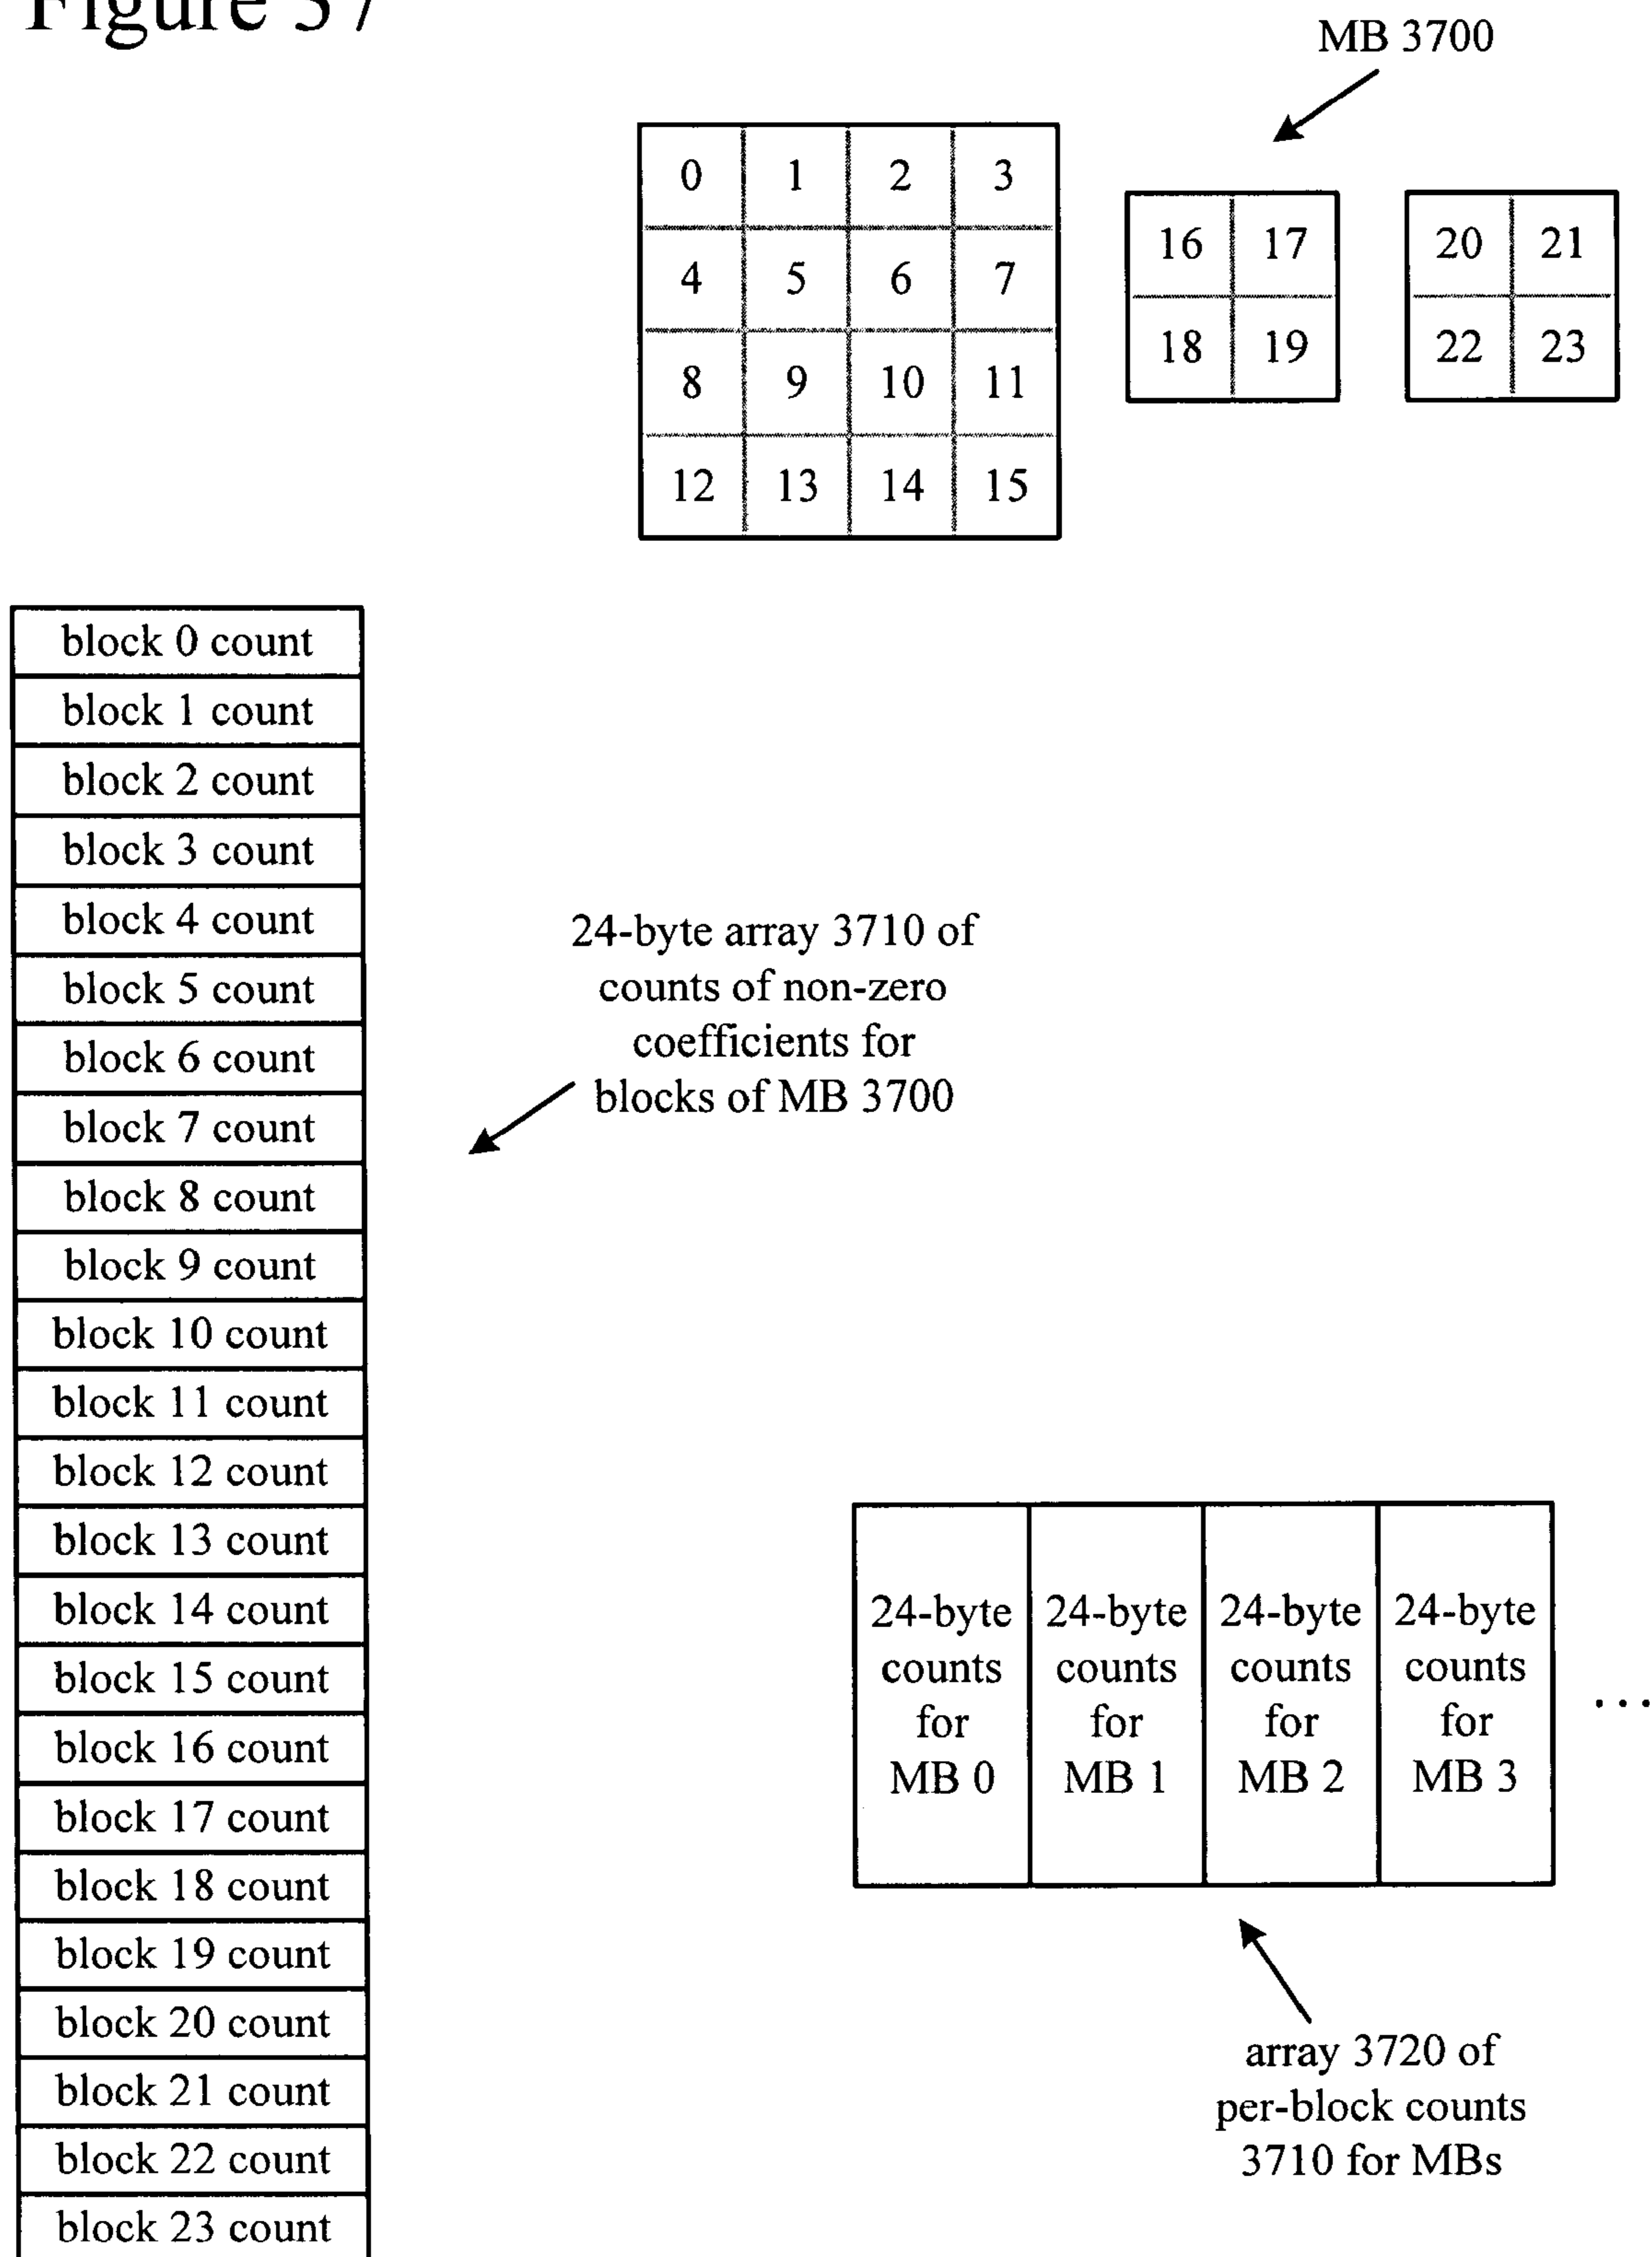 Figure 37
MB 3700
0 1 2 3
4 5 6 7
8 9 10 11
12 13 14 15
16 17
18 19
20 21
22 23
block 0 count
block 1 count
block 2 count
block 3 count
block 4 count
block 5 count
block 6 count
block 7 count
block 8 count
block 9 count
block 10 count
block 11 count
block 12 count
block 13 count
block 14 count
block 15 count
block 16 count
block 17 count
block 18 count
block 19 count
block 20 count
block 21 count
block 22 count
block 23 count
24-byte array 3710 of
counts of non-zero
coefficients for
blocks of MB 3700
24-byte
counts
for
MB 0
24-byte
counts
for
MB 1
24-byte
counts
for
MB 2
24-byte
counts
for
MB 3
...
array 3720 of
per-block counts
3710 for MBs